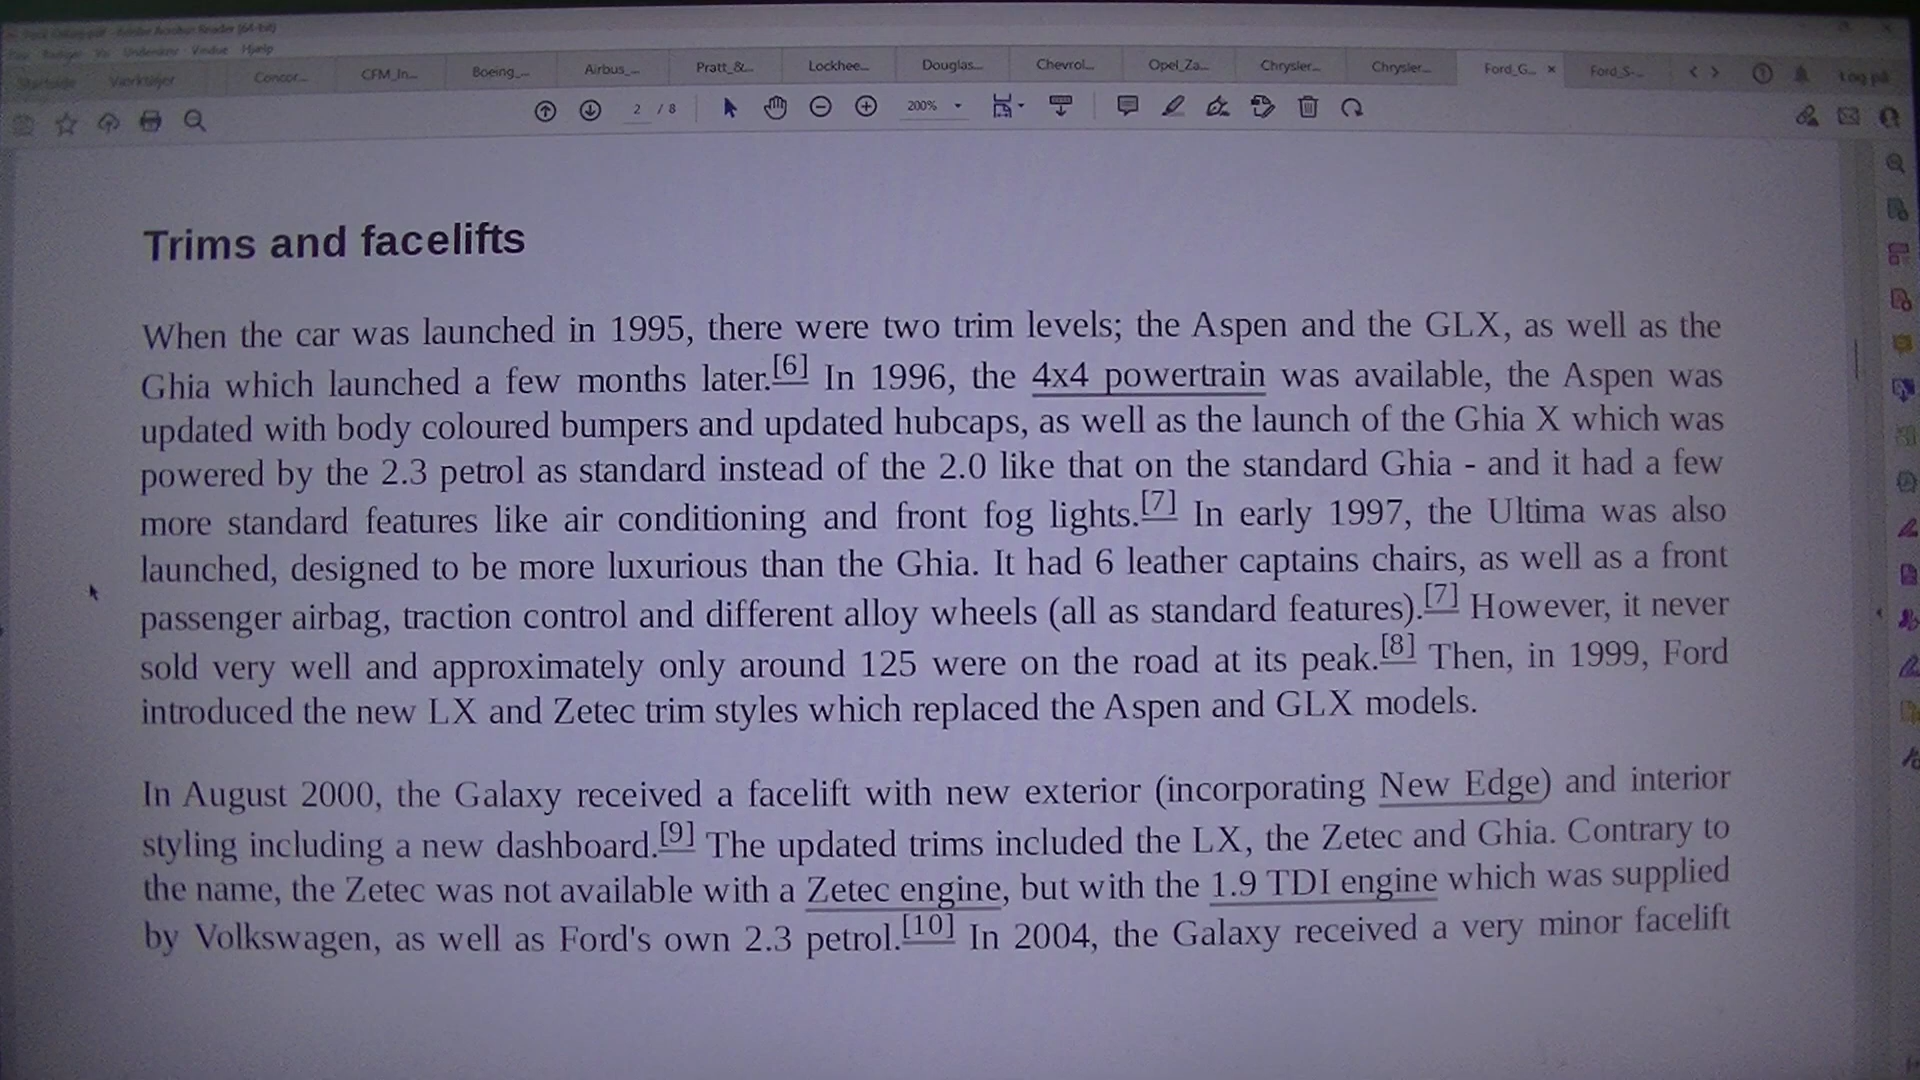 Startside
Værktøjer
Concor...
CFM_In...
Boeing_...
Airbus_...
Pratt_&...
Lockhee...
Douglas...
Chevrol...
Opel_Za...
Chrysler...
Chrysler...
Ford_G...
Ford_S-...
Log på
2 / 8
200%
Trims and facelifts
When the car was launched in 1995, there were two trim levels; the Aspen and the GLX, as well as the
Ghia which launched a few months later.[6] In 1996, the 4x4 powertrain was available, the Aspen was
updated with body coloured bumpers and updated hubcaps, as well as the launch of the Ghia X which was
powered by the 2.3 petrol as standard instead of the 2.0 like that on the standard Ghia - and it had a few
more standard features like air conditioning and front fog lights.[7] In early 1997, the Ultima was also
launched, designed to be more luxurious than the Ghia. It had 6 leather captains chairs, as well as a front
passenger airbag, traction control and different alloy wheels (all as standard features).[7] However, it never
sold very well and approximately only around 125 were on the road at its peak.[8] Then, in 1999, Ford
introduced the new LX and Zetec trim styles which replaced the Aspen and GLX models.
In August 2000, the Galaxy received a facelift with new exterior (incorporating New Edge) and interior
styling including a new dashboard.[9] The updated trims included the LX, the Zetec and Ghia. Contrary to
the name, the Zetec was not available with a Zetec engine, but with the 1.9 TDI engine which was supplied
by Volkswagen, as well as Ford's own 2.3 petrol.[10] In 2004, the Galaxy received a very minor facelift